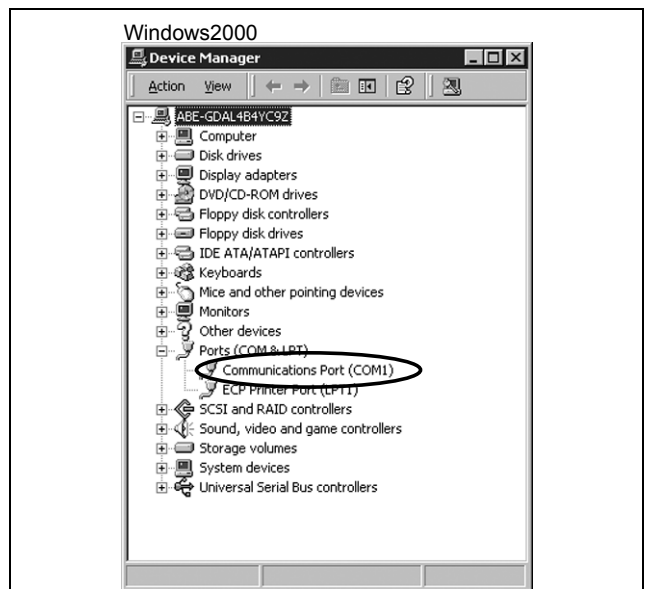 Windows2000
Device Manager
Action View
ABE-GDAL4B4YC9Z
Computer
Disk drives
Display adapters
DVD/CD-ROM drives
Floppy disk controllers
Floppy disk drives
IDE ATA/ATAPI controllers
Keyboards
Mice and other pointing devices
Monitors
Other devices
Ports (COM & LPT)
Communications Port (COM1)
ECP Printer Port (LPT1)
SCSI and RAID controllers
Sound, video and game controllers
Storage volumes
System devices
Universal Serial Bus controllers